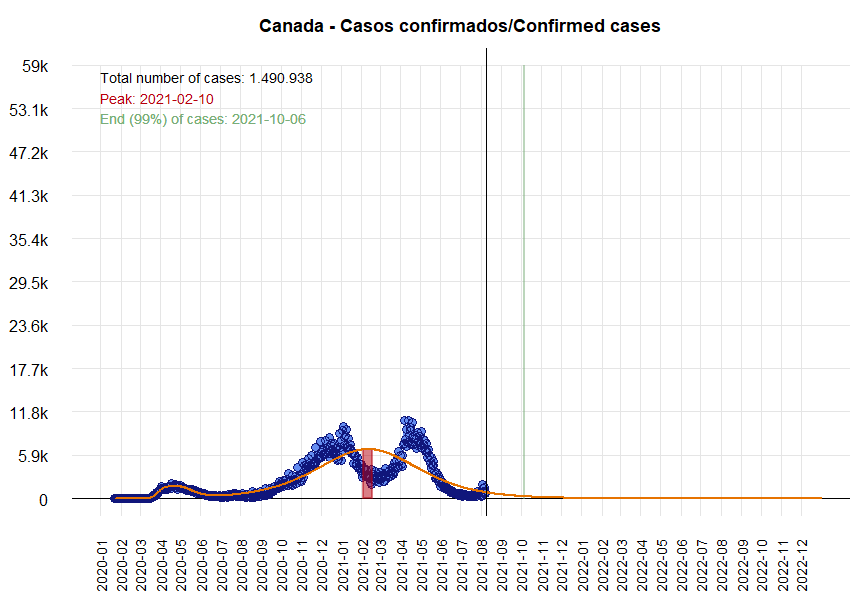 Canada - Casos confirmados/Confirmed cases
59k
Total number of cases: 1.490.938
Peak: 2021-02-10
53.1k
End (99%) of cases: 2021-10-06
47.2k
41.3k
35.4k
29.5k
23.6k
17.7k
11.8k
5.9k
0
2020-01
2020-02
2020-03
2020-04
2020-05
2020-06
2020-07
2020-08
2020-09
2020-10
2020-11
2020-12
2021-01
2021-02
2021-03
2021-04
2021-05
2021-06
2021-07
2021-08
2021-09
2021-10
2021-11
2021-12
2022-01
2022-02
2022-03
2022-04
2022-05
2022-06
2022-07
2022-08
2022-09
2022-10
2022-11
2022-12